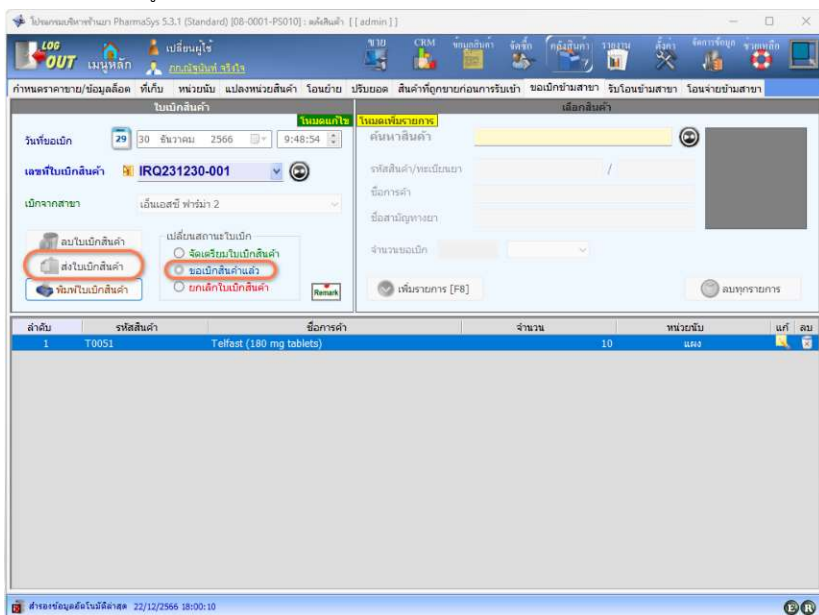 โปรแกรมบริหารร้านยา PharmaSys 5.3.1 (Standard) [08-0001-PS010] : คลังสินค้า [ [ admin ] ]
LOG OUT เมนูหลัก เปลี่ยนผู้ใช้ ขาย CRM ข้อมูลสินค้า จัดซื้อ คลังสินค้า รายงาน ตั้งค่า จัดการข้อมูล ช่วยเหลือ
กำหนดราคาขาย/ข้อมูลล็อต ที่เก็บ หน่วยนับ แปลงหน่วยสินค้า โอนย้าย ปรับยอด สินค้าที่ถูกขายก่อนการรับเข้า ขอเบิกข้ามสาขา รับโอนข้ามสาขา โอนจ่ายข้ามสาขา
ใบเบิกสินค้า เลือกสินค้า
โหมดแก้ไข โหมดเพิ่มรายการ
วันที่ขอเบิก 29 30 ธันวาคม 2566 9:48:54 ค้นหาสินค้า
เลขที่ใบเบิกสินค้า IRQ231230-001 รหัสสินค้า/ทะเบียนยา /
ชื่อการค้า
เบิกจากสาขา เอ็นเอสซี ฟาร์ม่า 2 ชื่อสามัญทางยา
ลบใบเบิกสินค้า เปลี่ยนสถานะใบเบิก จำนวนขอเบิก
จัดเตรียมใบเบิกสินค้า
ส่งใบเบิกสินค้า ขอเบิกสินค้าแล้ว
พิมพ์ใบเบิกสินค้า ยกเลิกใบเบิกสินค้า Remark เพิ่มรายการ [F8] ลบทุกรายการ
ลำดับ รหัสสินค้า ชื่อการค้า จำนวน หน่วยนับ แก้ ลบ
1 T0051 Telfast (180 mg tablets) 10 แผง
สำรองข้อมูลอัตโนมัติล่าสุด 22/12/2566 18:00:10 E R